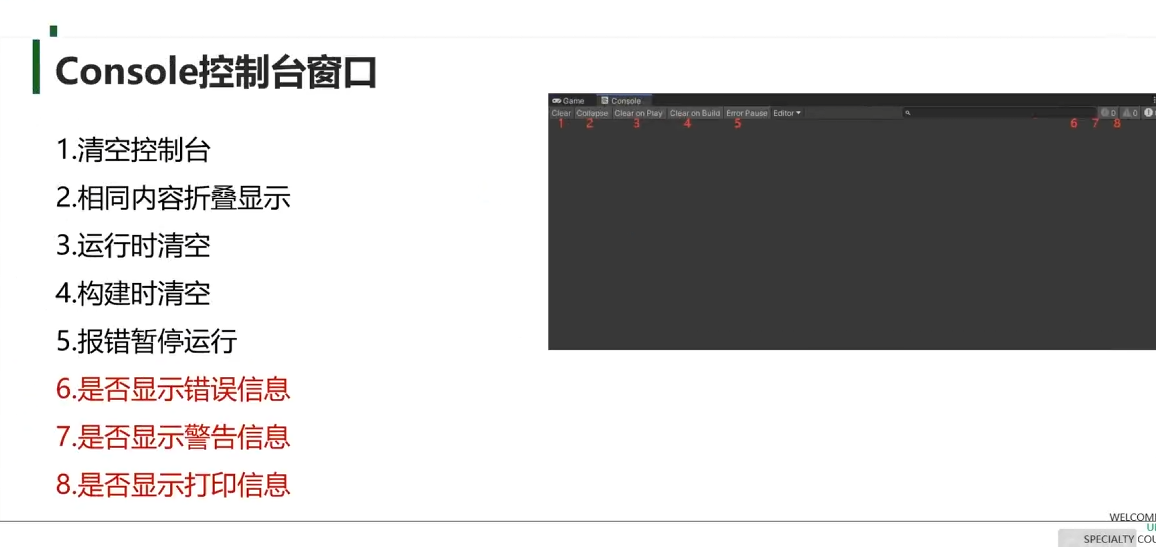 Console控制台窗口
1.清空控制台
2.相同内容折叠显示
3.运行时清空
4.构建时清空
5.报错暂停运行
6.是否显示错误信息
7.是否显示警告信息
8.是否显示打印信息
Game Console
Clear Collapse Clear on Play Clear on Build Error Pause Editor 0 0
1 2 3 4 5 6 7 8
WELCOM
U
SPECIALTY COU